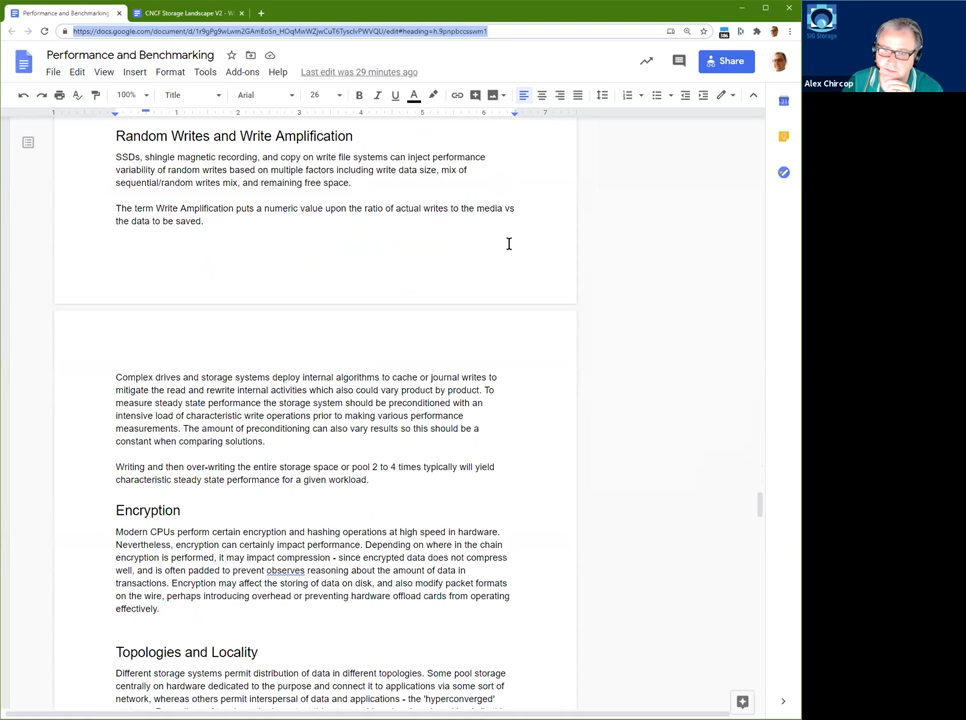 Performance and Benchmarking
CNCF Storage Landscape V2 - W
https://docs.google.com/document/d/
/edit#heading=h.9pnpbccsswm1
Performance and Benchmarking
File Edit View Insert Format Tools Add-ons Help Last edit was 29 minutes ago
Share
100% Title Arial 26
1 1 2 3 4 5 6 7
Random Writes and Write Amplification
SSDs, shingle magnetic recording, and copy on write file systems can inject performance
variability of random writes based on multiple factors including write data size, mix of
sequential/random writes mix, and remaining free space.
The term Write Amplification puts a numeric value upon the ratio of actual writes to the media vs
the data to be saved.
Complex drives and storage systems deploy internal algorithms to cache or journal writes to
mitigate the read and rewrite internal activities which also could vary product by product. To
measure steady state performance the storage system should be preconditioned with an
intensive load of characteristic write operations prior to making various performance
measurements. The amount of preconditioning can also vary results so this should be a
constant when comparing solutions.
Writing and then over-writing the entire storage space or pool 2 to 4 times typically will yield
characteristic steady state performance for a given workload.
Encryption
Modern CPUs perform certain encryption and hashing operations at high speed in hardware.
Nevertheless, encryption can certainly impact performance. Depending on where in the chain
encryption is performed, it may impact compression - since encrypted data does not compress
well, and is often padded to prevent observes reasoning about the amount of data in
transactions. Encryption may affect the storing of data on disk, and also modify packet formats
on the wire, perhaps introducing overhead or preventing hardware offload cards from operating
effectively.
Topologies and Locality
Different storage systems permit distribution of data in different topologies. Some pool storage
centrally on hardware dedicated to the purpose and connect it to applications via some sort of
network, whereas others permit interspersal of data and applications - the 'hyperconverged'
SIG Storage
Alex Chircop